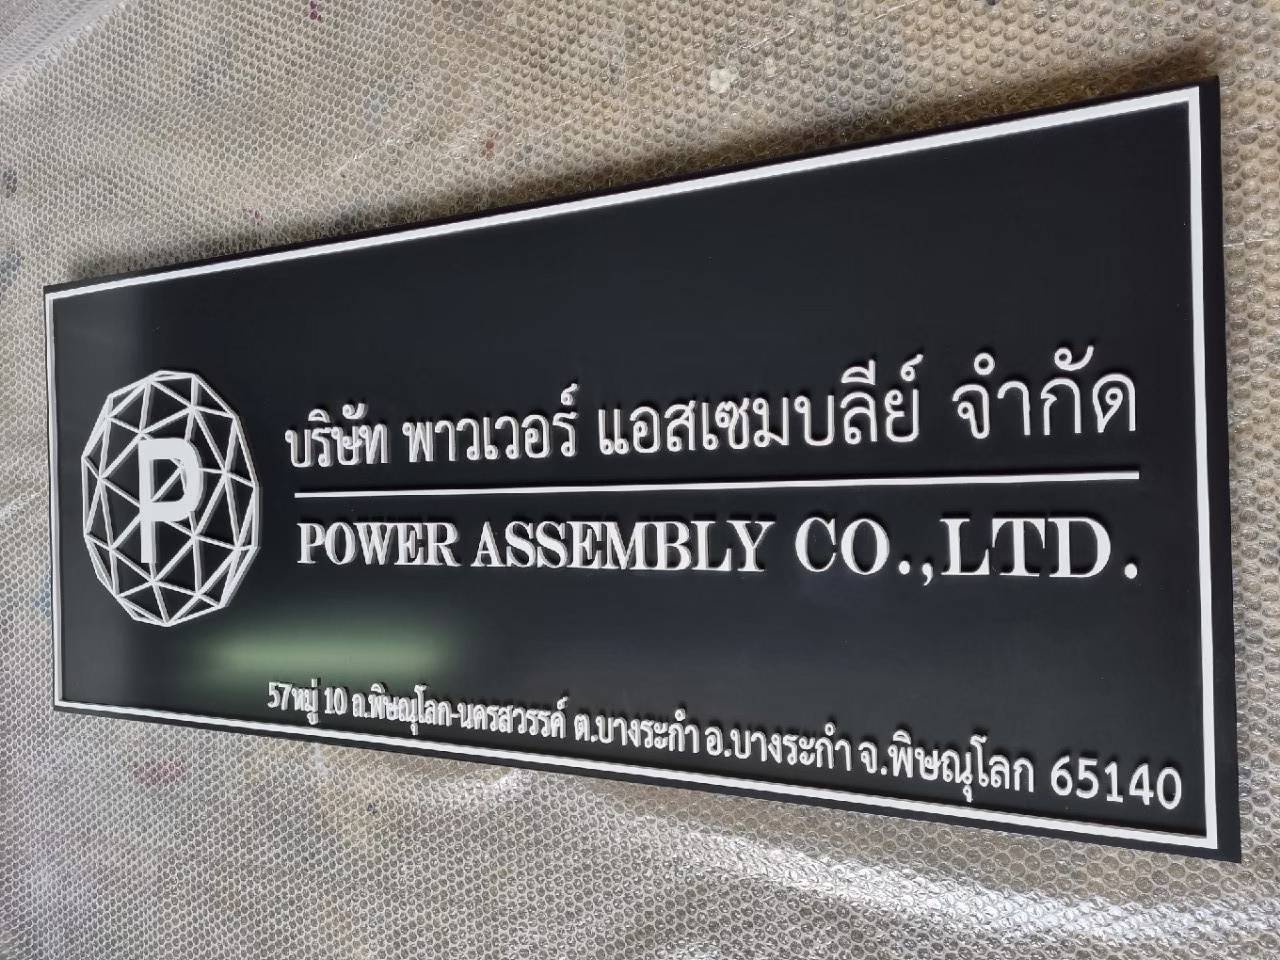 P
บริษัท พาวเวอร์ แอสเซมบลีย์ จำกัด
POWER ASSEMBLY CO.,LTD.
57หมู่ 10 ถ.พิษณุโลก-นครสวรรค์ ต.บางระกำ อ.บางระกำ จ.พิษณุโลก 65140